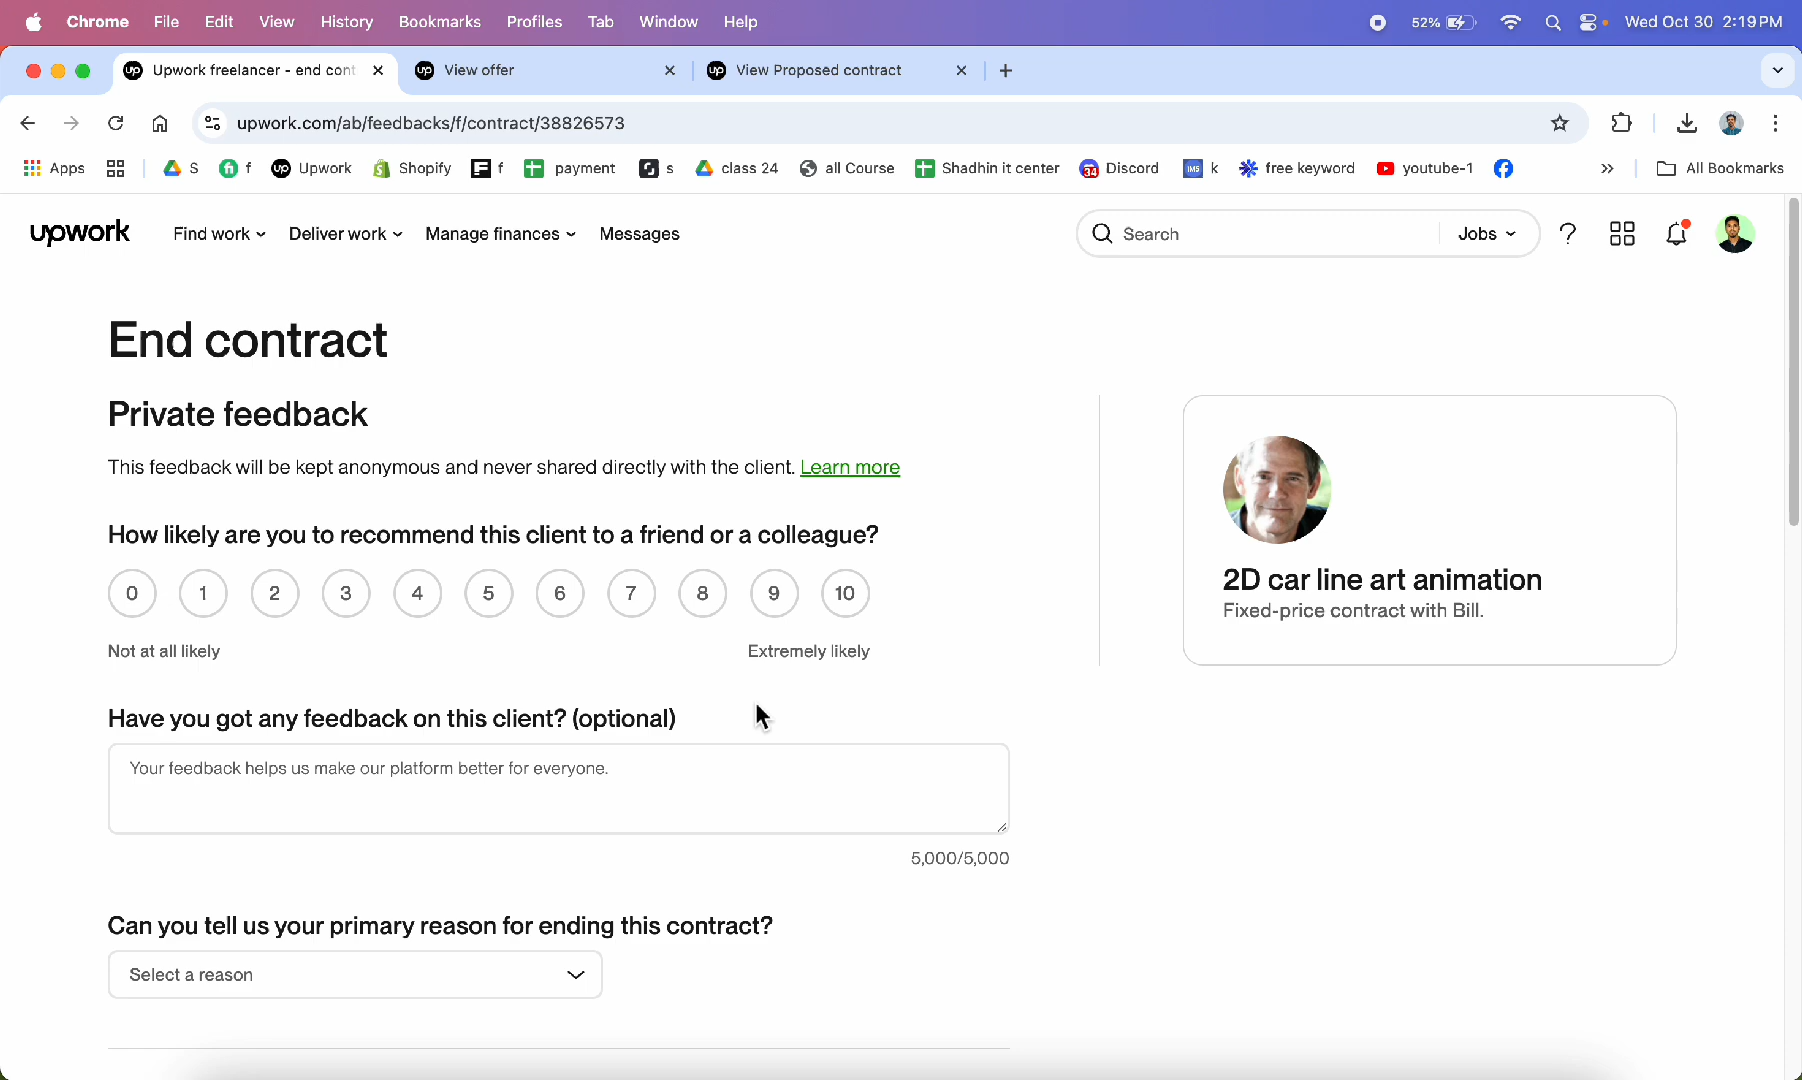 Chrome File Edit View History Bookmarks Profiles Tab Window Help 52% Wed Oct 30 2:19 PM
Upwork freelancer - end cont View offer View Proposed contract
upwork.com/ab/feedbacks/f/contract/38826573
Apps S f Upwork Shopify f payment s class 24 all Course Shadhin it center 34 Discord IMS k free keyword youtube-1 » All Bookmarks
upwork Find work Deliver work Manage finances Messages Search Jobs
End contract
Private feedback
This feedback will be kept anonymous and never shared directly with the client. Learn more
How likely are you to recommend this client to a friend or a colleague?
0 1 2 3 4 5 6 7 8 9 10
Not at all likely Extremely likely
2D car line art animation
Fixed-price contract with Bill.
Have you got any feedback on this client? (optional)
Your feedback helps us make our platform better for everyone.
5,000/5,000
Can you tell us your primary reason for ending this contract?
Select a reason